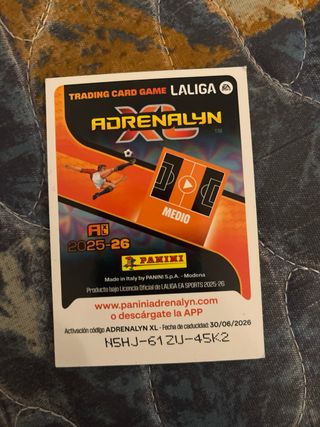 TRADING CARD GAME LALIGA
ADRENALYN
XL
TM
MEDIO
2025-26
PANINI
Made in Italy by PANINI S.p.A. - Modena
Producto bajo Licencia Oficial de LALIGA EA SPORTS 2025-26
www.paniniadrenalyn.com
o descárgate la APP
Activación código ADRENALYN XL - Fecha de caducidad: 30/06/2026
N5HJ-61ZU-45K2